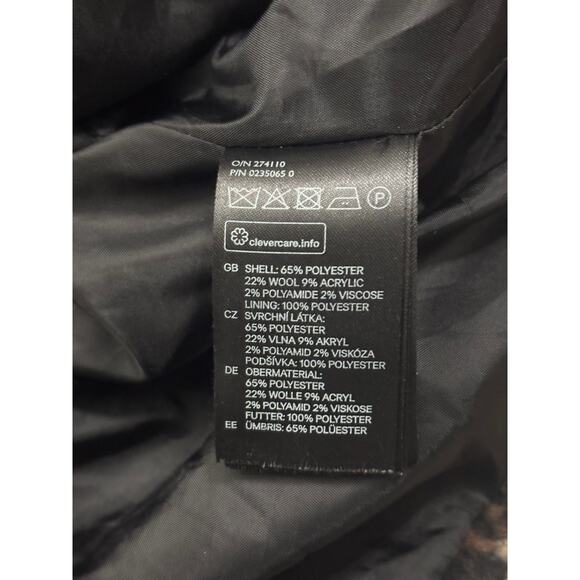 O/N 274110
P/N 0235065 0
P
clevercare.info
GB SHELL: 65% POLYESTER
22% WOOL 9% ACRYLIC
2% POLYAMIDE 2% VISCOSE
LINING: 100% POLYESTER
CZ SVRCHNÍ LÁTKA:
65% POLYESTER
22% VLNA 9% AKRYL
2% POLYAMID 2% VISKÓZA
PODŠÍVKA: 100% POLYESTER
DE OBERMATERIAL:
65% POLYESTER
22% WOLLE 9% ACRYL
2% POLYAMID 2% VISKOSE
FUTTER: 100% POLYESTER
EE ÜMBRIS: 65% POLÜESTER